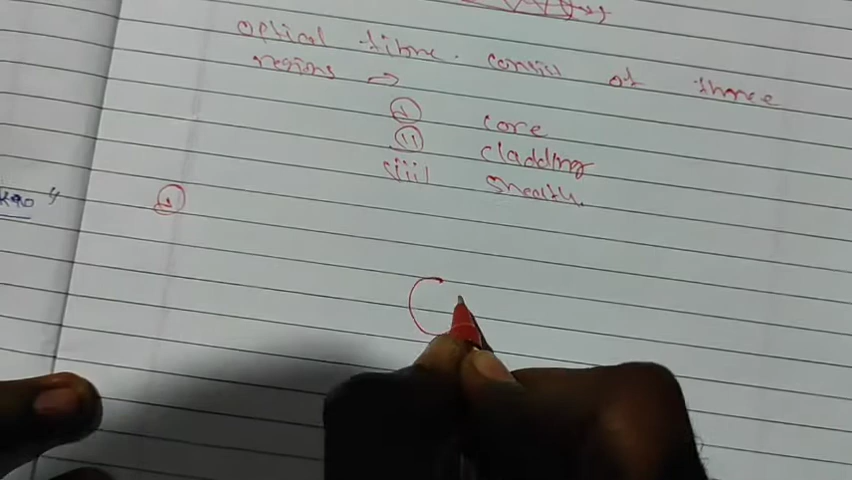 optical fibre. consist of three
regions ⇒
(i) core
(ii) cladding
(iii) sheath.
(i)